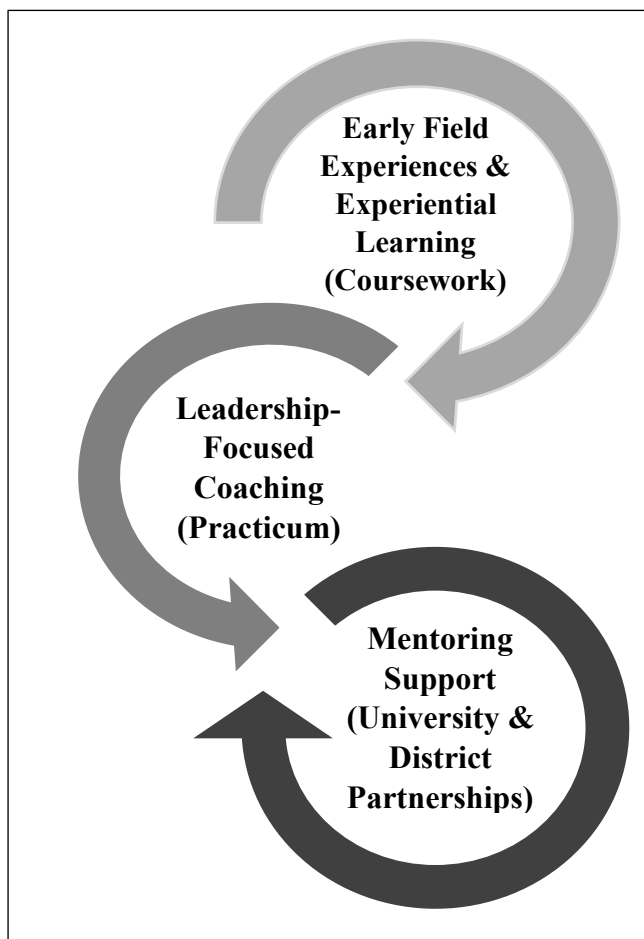 Early Field
Experiences &
Experiential
Learning
(Coursework)
Leadership-
Focused
Coaching
(Practicum)
Mentoring
Support
(University &
District
Partnerships)